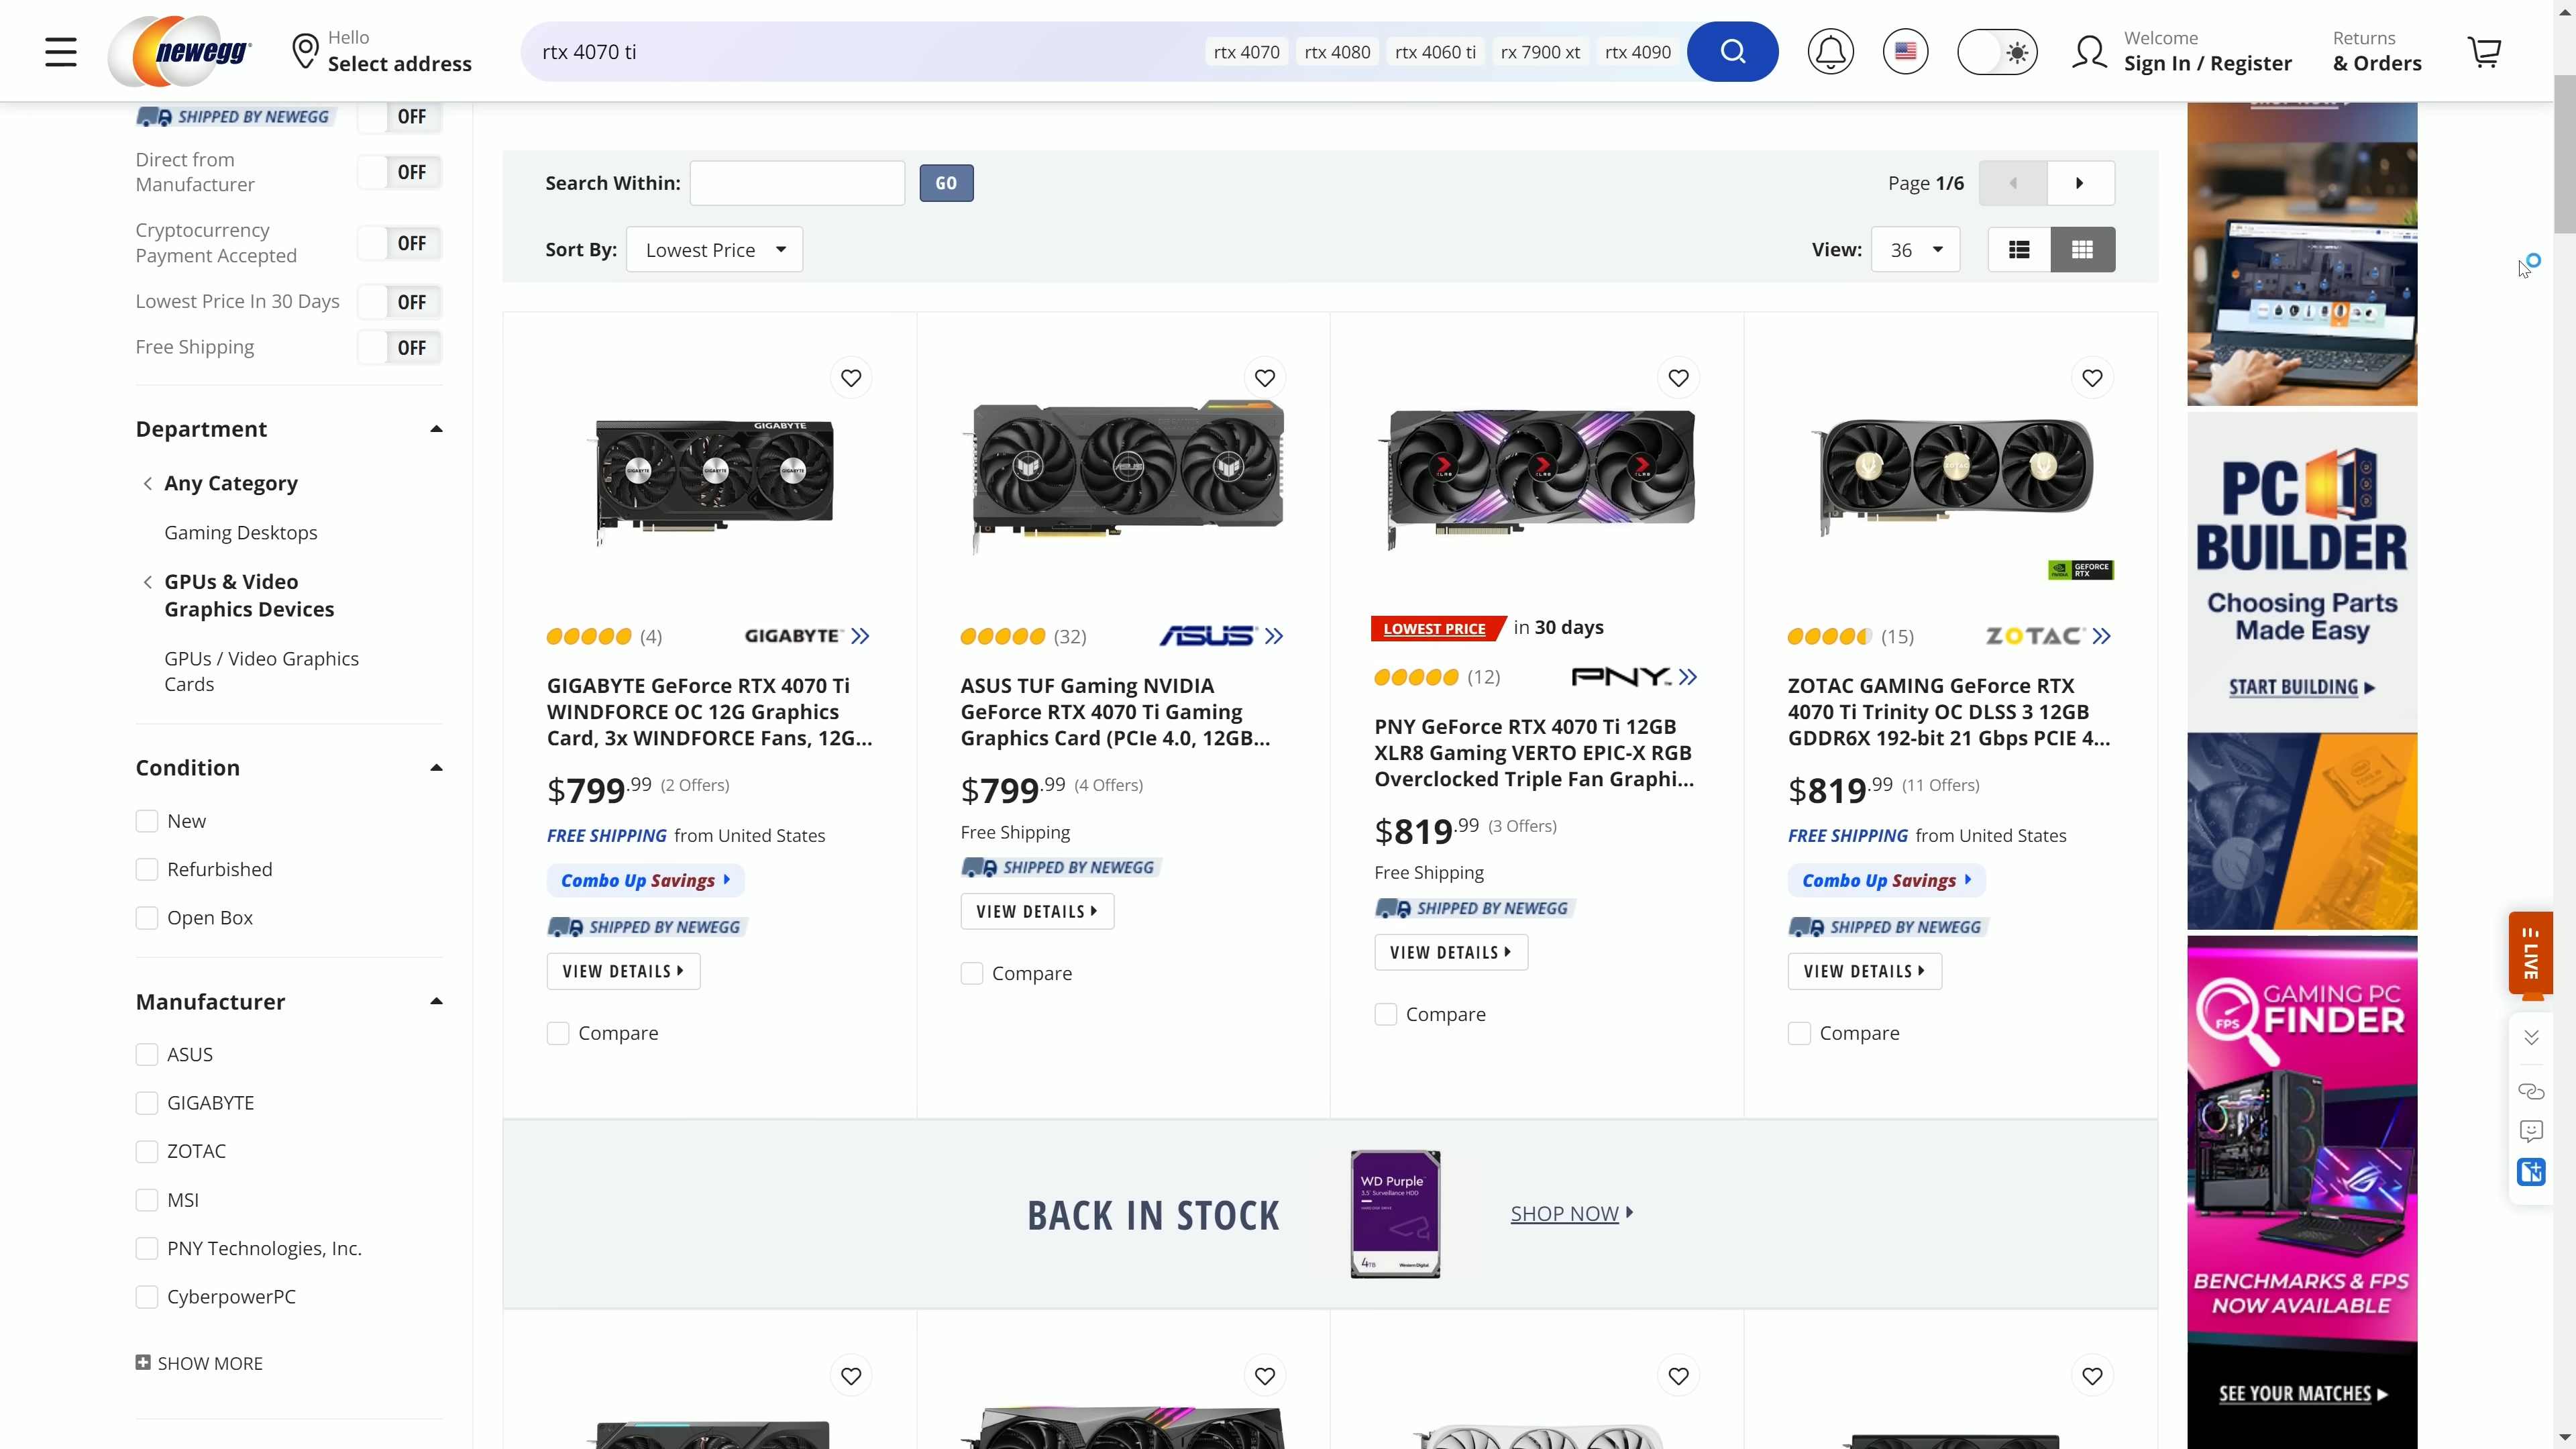 newegg
Hello
Select address
rtx 4070 ti
rtx 4070
rtx 4080
rtx 4060 ti
rx 7900 xt
rtx 4090
Welcome
Sign In / Register
Returns
& Orders
SHIPPED BY NEWEGG
OFF
Direct from
Manufacturer
OFF
Cryptocurrency
Payment Accepted
OFF
Lowest Price In 30 Days
OFF
Free Shipping
OFF
Department
Any Category
Gaming Desktops
GPUs & Video
Graphics Devices
GPUs / Video Graphics
Cards
Condition
New
Refurbished
Open Box
Manufacturer
ASUS
GIGABYTE
ZOTAC
MSI
PNY Technologies, Inc.
CyberpowerPC
SHOW MORE
Search Within:
GO
Page 1/6
Sort By:
Lowest Price
View:
36
GIGABYTE
(4)
GIGABYTE
GIGABYTE GeForce RTX 4070 Ti
WINDFORCE OC 12G Graphics
Card, 3x WINDFORCE Fans, 12G...
$799.99 (2 Offers)
FREE SHIPPING from United States
Combo Up Savings
SHIPPED BY NEWEGG
VIEW DETAILS
Compare
(32)
ASUS
ASUS TUF Gaming NVIDIA
GeForce RTX 4070 Ti Gaming
Graphics Card (PCIe 4.0, 12GB...
$799.99 (4 Offers)
Free Shipping
SHIPPED BY NEWEGG
VIEW DETAILS
Compare
LOWEST PRICE in 30 days
(12)
PNY
PNY GeForce RTX 4070 Ti 12GB
XLR8 Gaming VERTO EPIC-X RGB
Overclocked Triple Fan Graphi...
$819.99 (3 Offers)
Free Shipping
SHIPPED BY NEWEGG
VIEW DETAILS
Compare
GEFORCE
RTX
(15)
ZOTAC
ZOTAC GAMING GeForce RTX
4070 Ti Trinity OC DLSS 3 12GB
GDDR6X 192-bit 21 Gbps PCIE 4...
$819.99 (11 Offers)
FREE SHIPPING from United States
Combo Up Savings
SHIPPED BY NEWEGG
VIEW DETAILS
Compare
BACK IN STOCK
WD Purple
3.5" Surveillance HDD
4TB
Western Digital
SHOP NOW
PC
BUILDER
Choosing Parts
Made Easy
START BUILDING
FPS
GAMING PC
FINDER
BENCHMARKS & FPS
NOW AVAILABLE
SEE YOUR MATCHES
LIVE